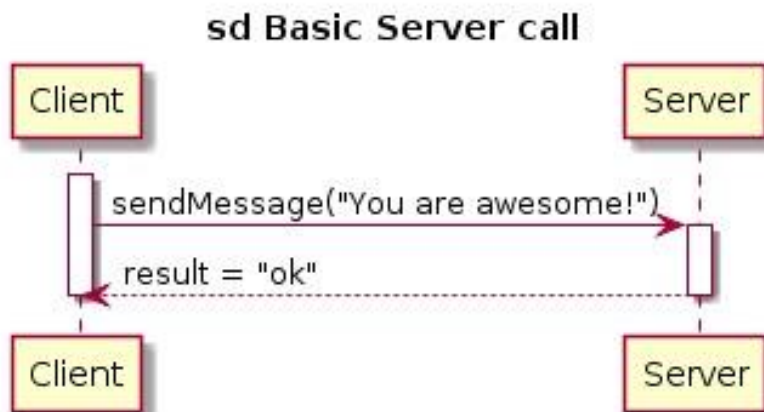 sd Basic Server call
Client
Server
sendMessage("You are awesome!")
result = "ok"
Client
Server